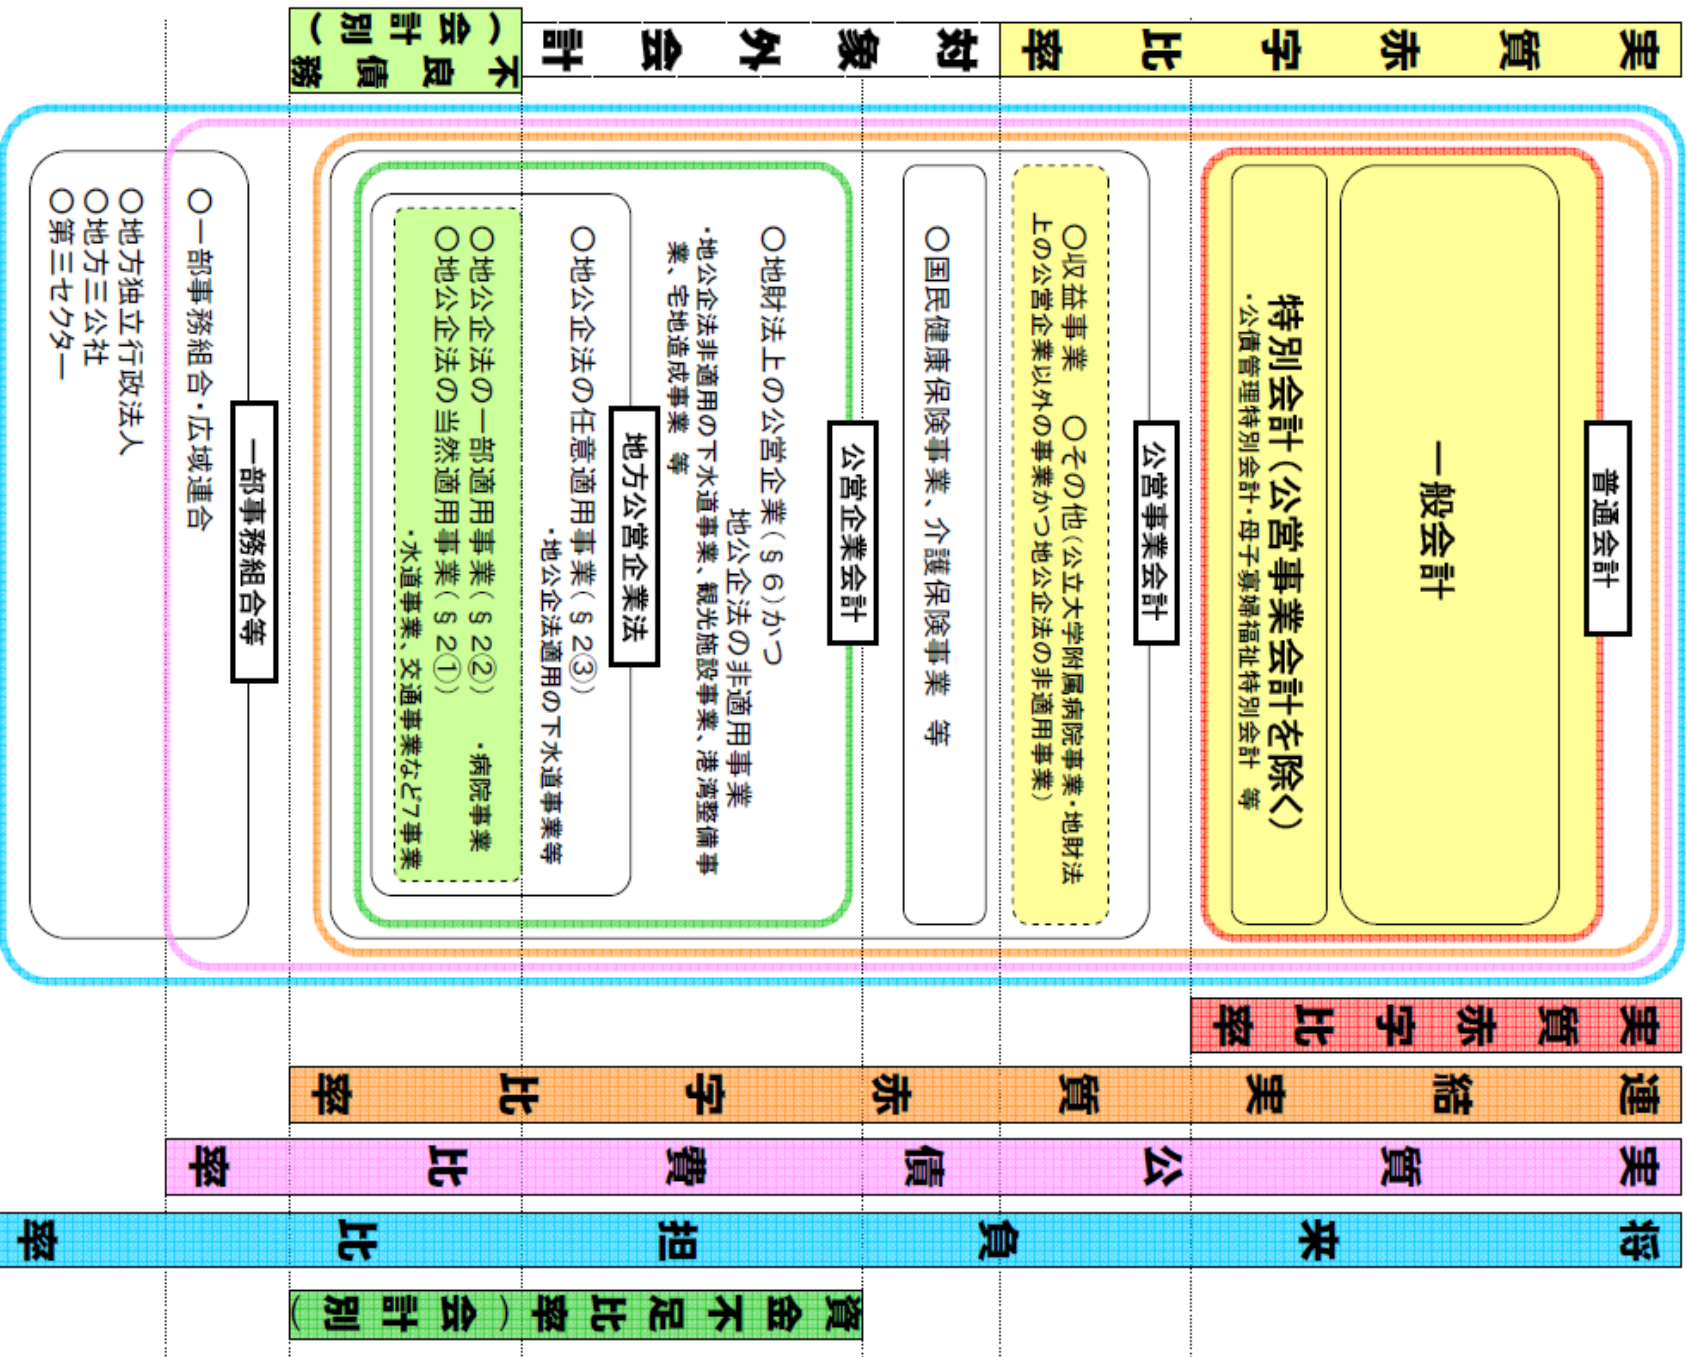 実質赤字比率
対象外会計
不良債務
（会計別）
普通会計
一般会計
特別会計（公営事業会計を除く）
・公債管理特別会計・母子寡婦福祉特別会計 等
公営事業会計
○収益事業 ○その他（公立大学附属病院事業・地財法
上の公営企業以外の事業かつ地公企法の非適用事業）
○国民健康保険事業、介護保険事業 等
公営企業会計
○地財法上の公営企業（§6）かつ
地公企法の非適用事業
・地公企法非適用の下水道事業、観光施設事業、港湾整備事
業、宅地造成事業 等
地方公営企業法
○地公企法の任意適用事業（§2③）
・地公企法適用の下水道事業等
○地公企法の一部適用事業（§2②） ・病院事業
○地公企法の当然適用事業（§2①）
・水道事業、交通事業など7事業
一部事務組合等
○一部事務組合・広域連合
○地方独立行政法人
○地方三公社
○第三セクター
実質赤字比率
連結実質赤字比率
実質公債費比率
将来負担比率
資金不足比率（会計別）